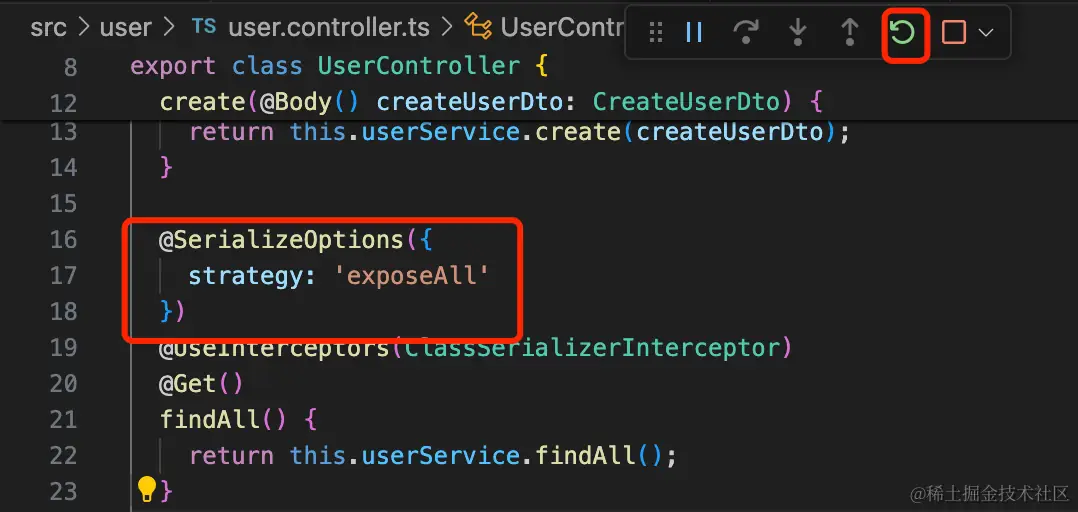 src > user > TS user.controller.ts > UserContr
8 export class UserController {
12 create(@Body() createUserDto: CreateUserDto) {
13 return this.userService.create(createUserDto);
14 }
15
16 @SerializeOptions({
17 strategy: 'exposeAll'
18 })
19 @UseInterceptors(ClassSerializerInterceptor)
20 @Get()
21 findAll() {
22 return this.userService.findAll();
23 }
@稀土掘金技术社区